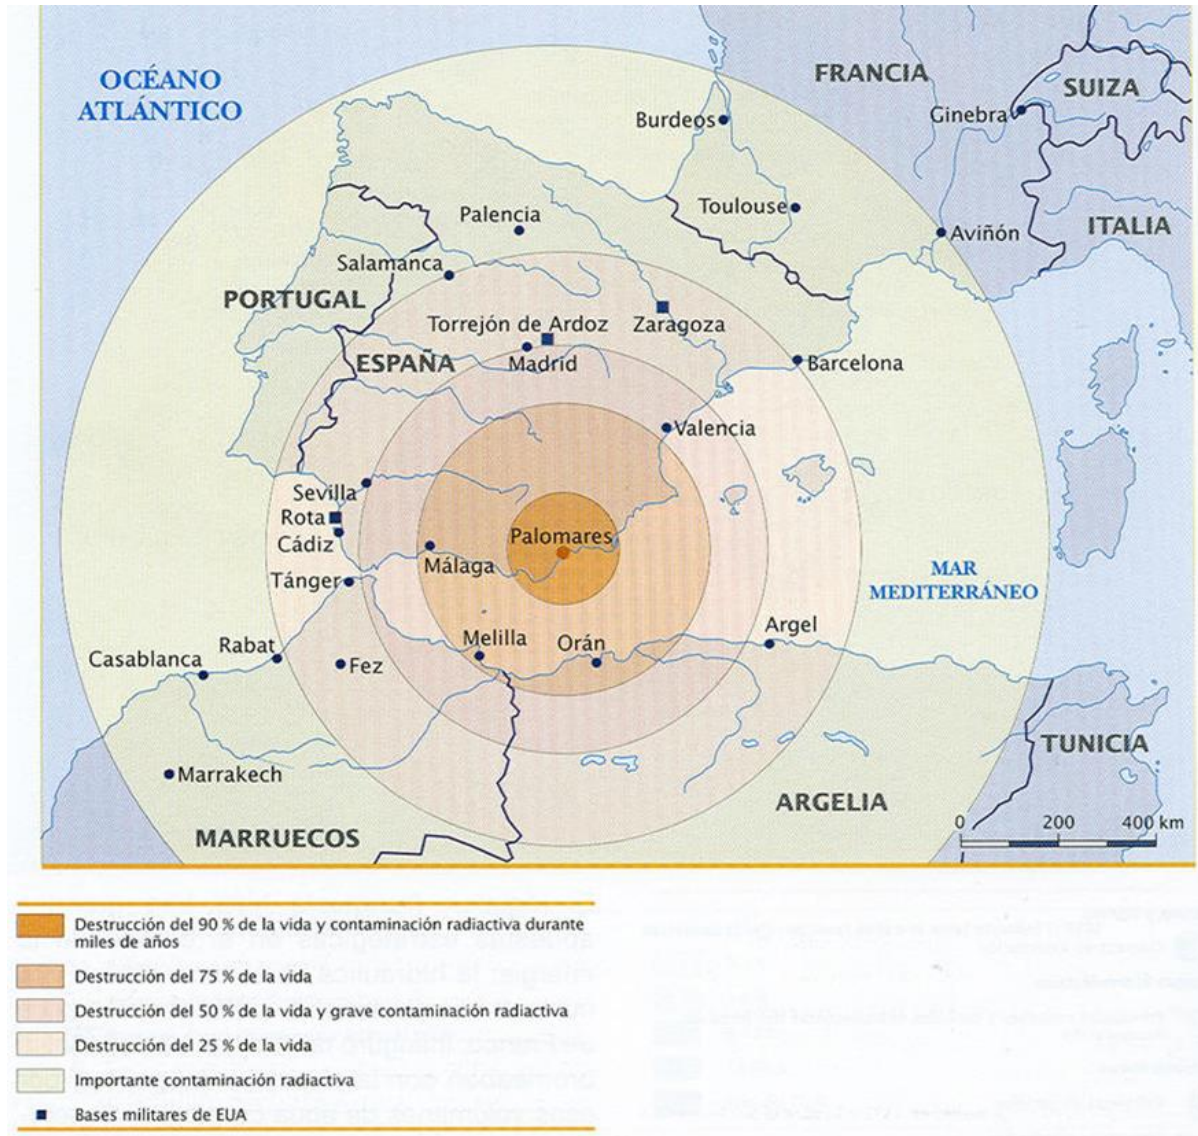 OCÉANO
ATLÁNTICO
FRANCIA
SUIZA
Ginebra
Burdeos
Toulouse
Palencia
Aviñón
ITALIA
Salamanca
PORTUGAL
Torrejón de Ardoz
Zaragoza
ESPAÑA
Madrid
Barcelona
Valencia
Sevilla
Rota
Cádiz
Palomares
Málaga
Tánger
MAR
MEDITERRÁNEO
Argel
Melilla
Orán
Rabat
Casablanca
Fez
TUNICIA
Marrakech
ARGELIA
MARRUECOS
0 200 400 km
Destrucción del 90 % de la vida y contaminación radiactiva durante
miles de años
Destrucción del 75 % de la vida
Destrucción del 50 % de la vida y grave contaminación radiactiva
Destrucción del 25 % de la vida
Importante contaminación radiactiva
Bases militares de EUA